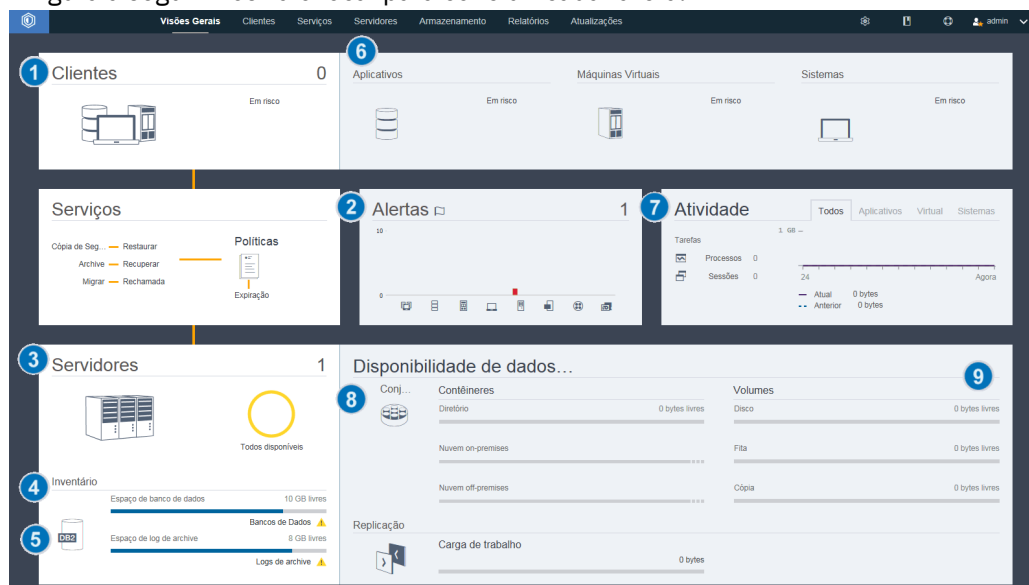 Visões Gerais Clientes Serviços Servidores Armazenamento Relatórios Atualizações admin
1 Clientes 0
Em risco
6
Aplicativos
Em risco
Máquinas Virtuais
Em risco
Sistemas
Em risco
Serviços
Cópia de Seg... Restaurar
Archive Recuperar
Migrar Rechamada
Políticas
Expiração
2 Alertas 1
10
0
7 Atividade
Todos Aplicativos Virtual Sistemas
Tarefas
Processos 0
Sessões 0
1 GB
24 Agora
Atual 0 bytes
Anterior 0 bytes
3 Servidores 1
Todos disponíveis
Inventário
4
Espaço de banco de dados 10 GB livres
Bancos de Dados
5
DB2
Espaço de log de archive 8 GB livres
Logs de archive
Disponibilidade de dados...
8
Conj...
Contêineres
Diretório 0 bytes livres
Nuvem on-premises
Nuvem off-premises
9
Volumes
Disco 0 bytes livres
Fita 0 bytes livres
Cópia 0 bytes livres
Replicação
Carga de trabalho
0 bytes